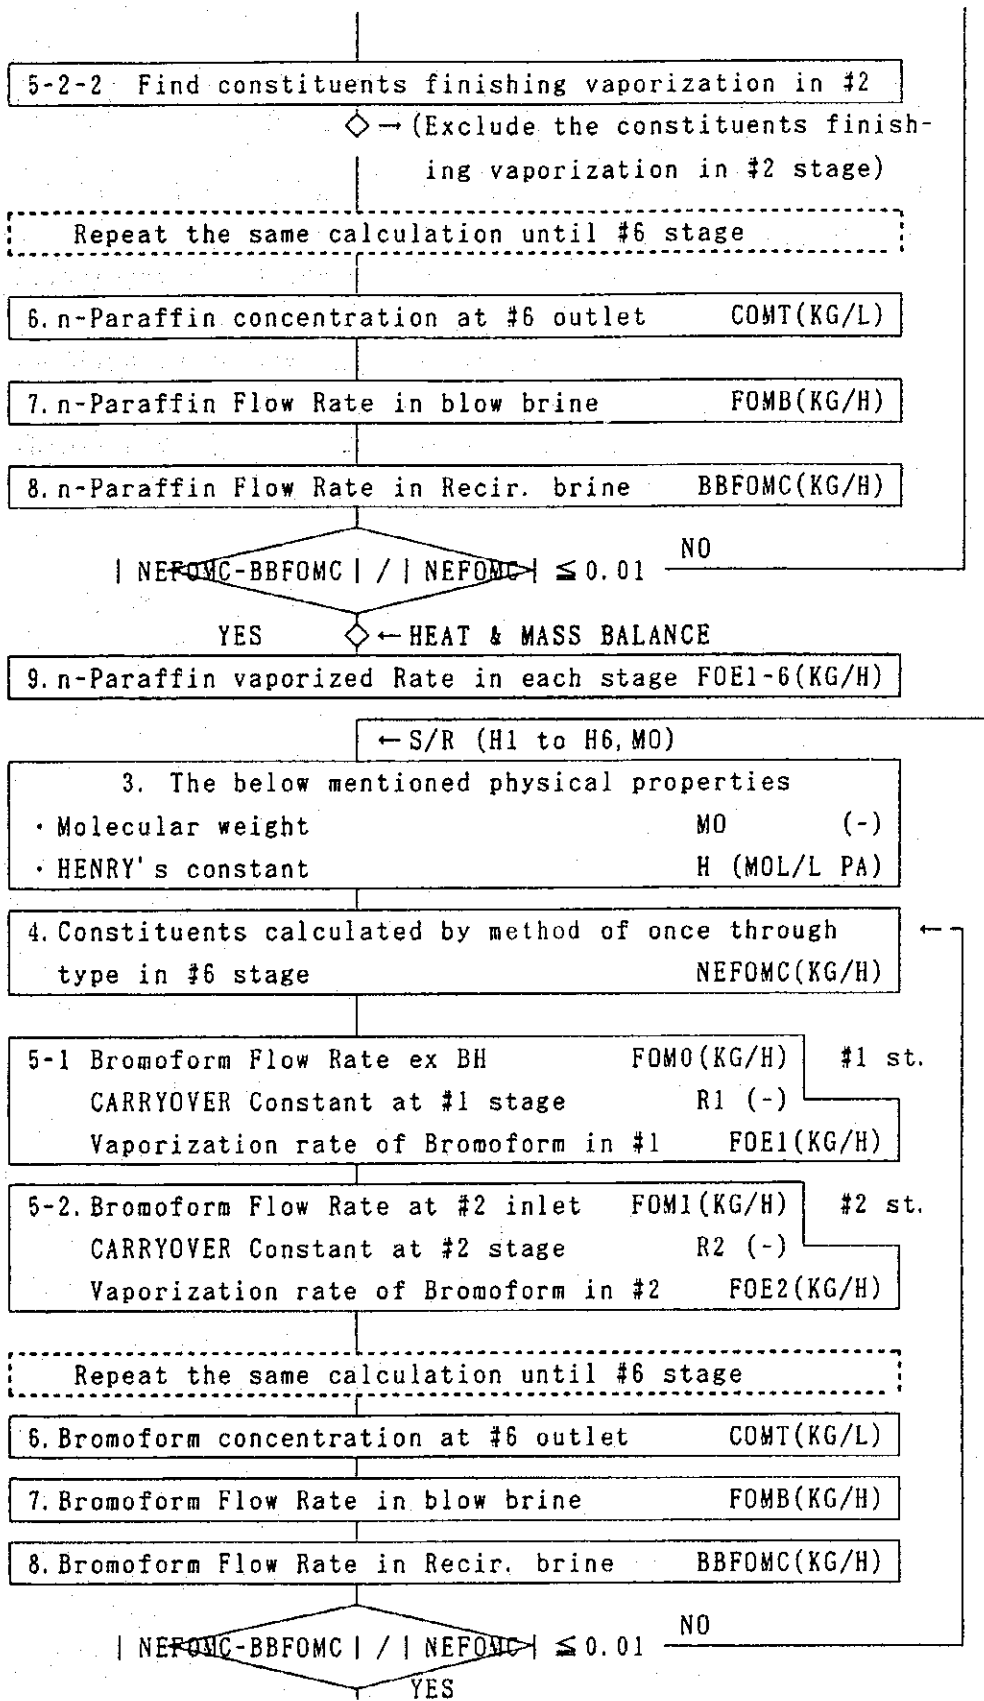 5-2-2 Find constituents finishing vaporization in #2
→ (Exclude the constituents finish-
ing vaporization in #2 stage)
Repeat the same calculation until #6 stage
6. n-Paraffin concentration at #6 outlet COMT(KG/L)
7. n-Paraffin Flow Rate in blow brine FOMB(KG/H)
8. n-Paraffin Flow Rate in Recir. brine BBFOMC(KG/H)
| NEFOMC-BBFOMC | / | NEFOMC | ≦ 0.01 NO
YES ← HEAT & MASS BALANCE
9. n-Paraffin vaporized Rate in each stage FOE1-6(KG/H)
← S/R (H1 to H6, MO)
3. The below mentioned physical properties
・Molecular weight MO (-)
・HENRY's constant H (MOL/L PA)
4. Constituents calculated by method of once through
type in #6 stage NEFOMC(KG/H)
5-1 Bromoform Flow Rate ex BH FOM0(KG/H) #1 st.
CARRYOVER Constant at #1 stage R1 (-)
Vaporization rate of Bromoform in #1 FOE1(KG/H)
5-2. Bromoform Flow Rate at #2 inlet FOM1(KG/H) #2 st.
CARRYOVER Constant at #2 stage R2 (-)
Vaporization rate of Bromoform in #2 FOE2(KG/H)
Repeat the same calculation until #6 stage
6. Bromoform concentration at #6 outlet COMT(KG/L)
7. Bromoform Flow Rate in blow brine FOMB(KG/H)
8. Bromoform Flow Rate in Recir. brine BBFOMC(KG/H)
| NEFOMC-BBFOMC | / | NEFOMC | ≦ 0.01 NO
YES